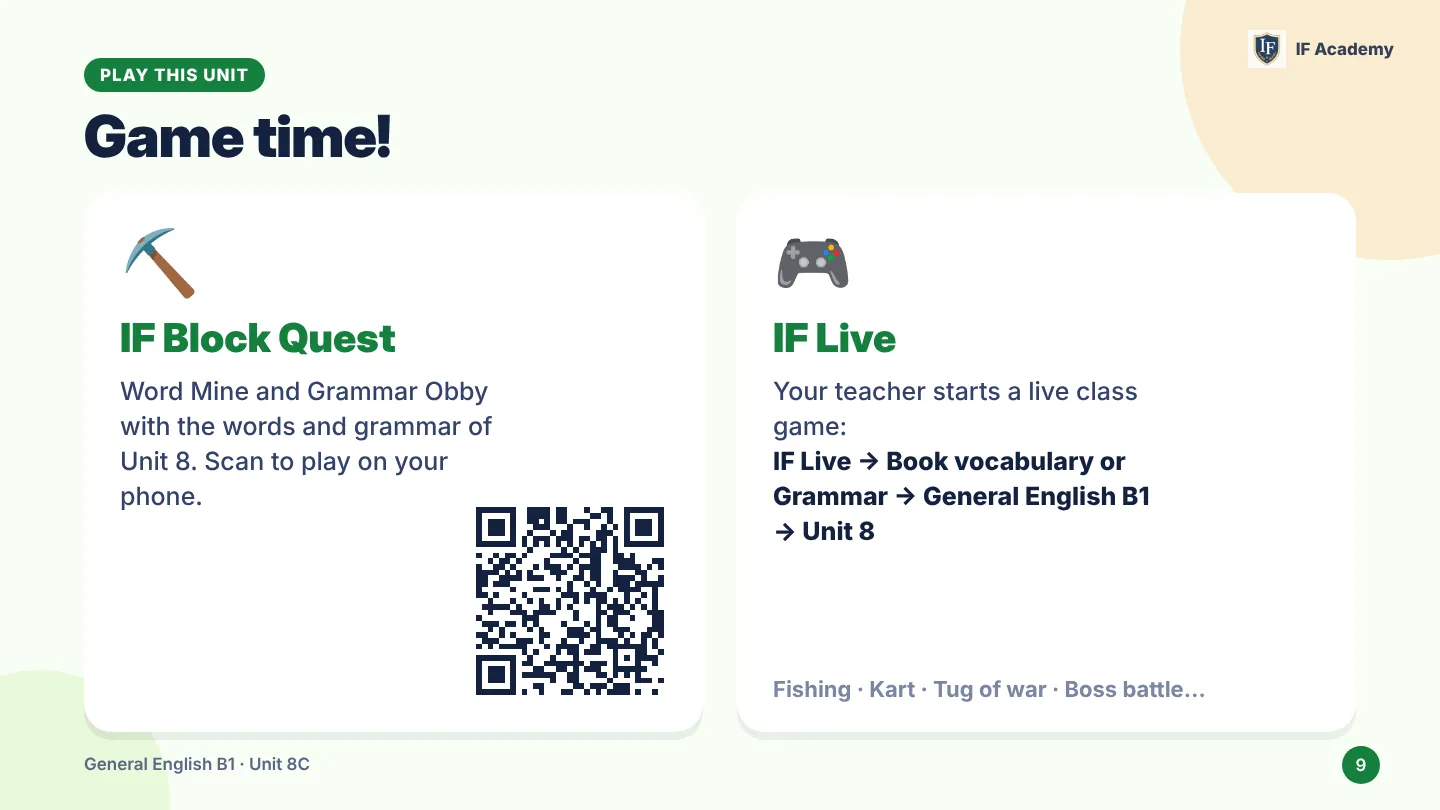 IF Academy
PLAY THIS UNIT
Game time!
IF Block Quest
Word Mine and Grammar Obby
with the words and grammar of
Unit 8. Scan to play on your
phone.
IF Live
Your teacher starts a live class
game:
IF Live → Book vocabulary or
Grammar → General English B1
→ Unit 8
Fishing · Kart · Tug of war · Boss battle...
General English B1 · Unit 8C
9